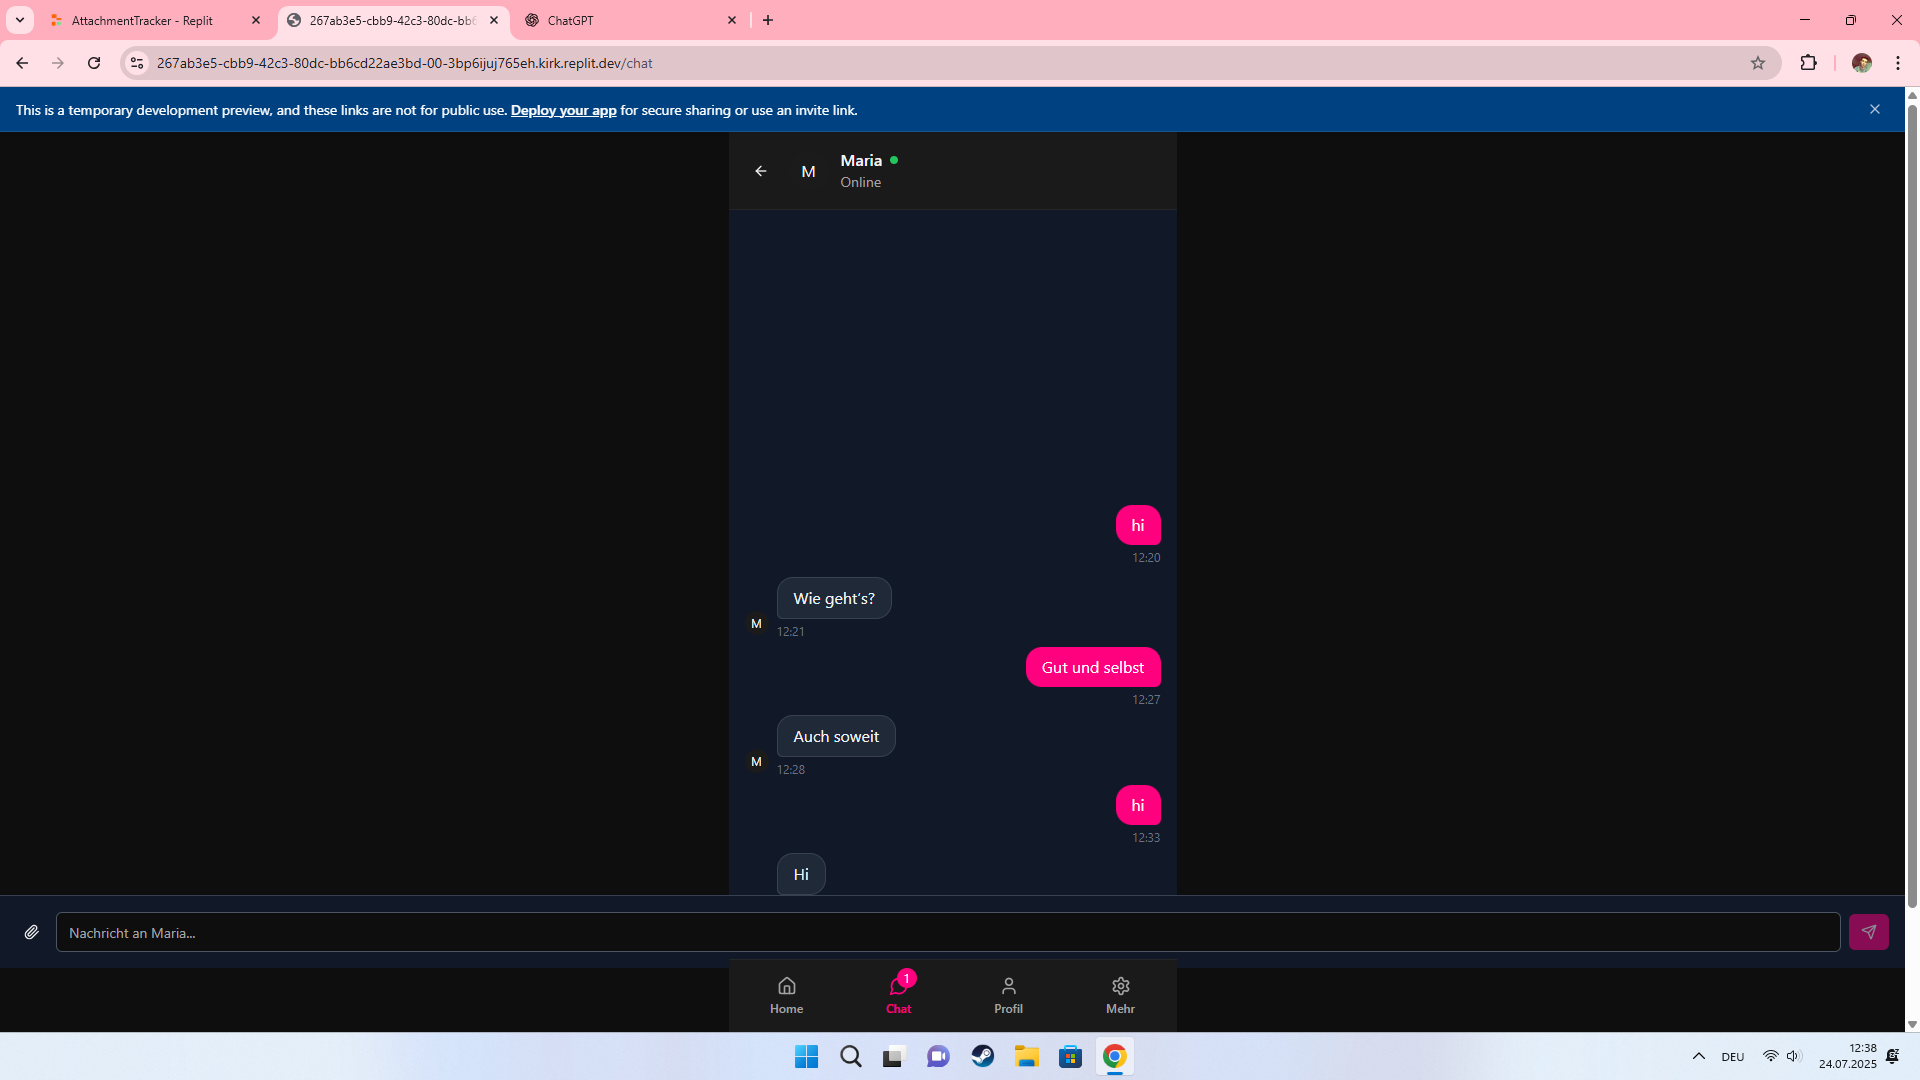 AttachmentTracker - Replit
267ab3e5-cbb9-42c3-80dc-bb6
ChatGPT
267ab3e5-cbb9-42c3-80dc-bb6cd22ae3bd-00-3bp6ijuj765eh.kirk.replit.dev/chat
This is a temporary development preview, and these links are not for public use. Deploy your app for secure sharing or use an invite link.
M
Maria
Online
hi
12:20
Wie geht's?
M
12:21
Gut und selbst
12:27
Auch soweit
M
12:28
hi
12:33
Hi
Nachricht an Maria...
1
Home
Chat
Profil
Mehr
DEU
12:38
24.07.2025